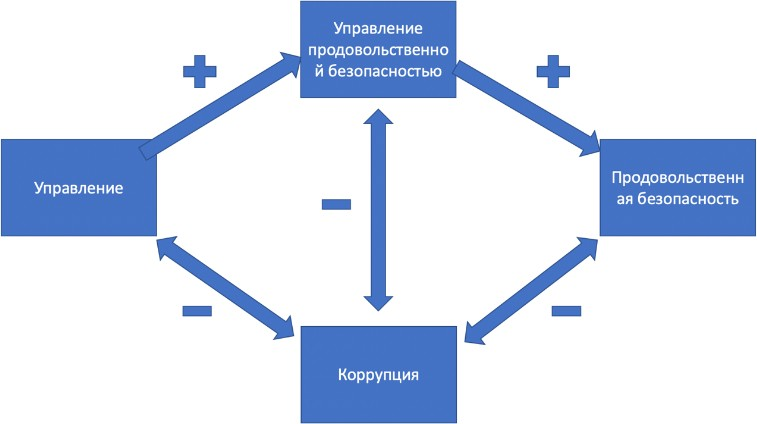 Управление
продовольственно
й безопасностью
Управление
Продовольственн
ая безопасность
Коррупция